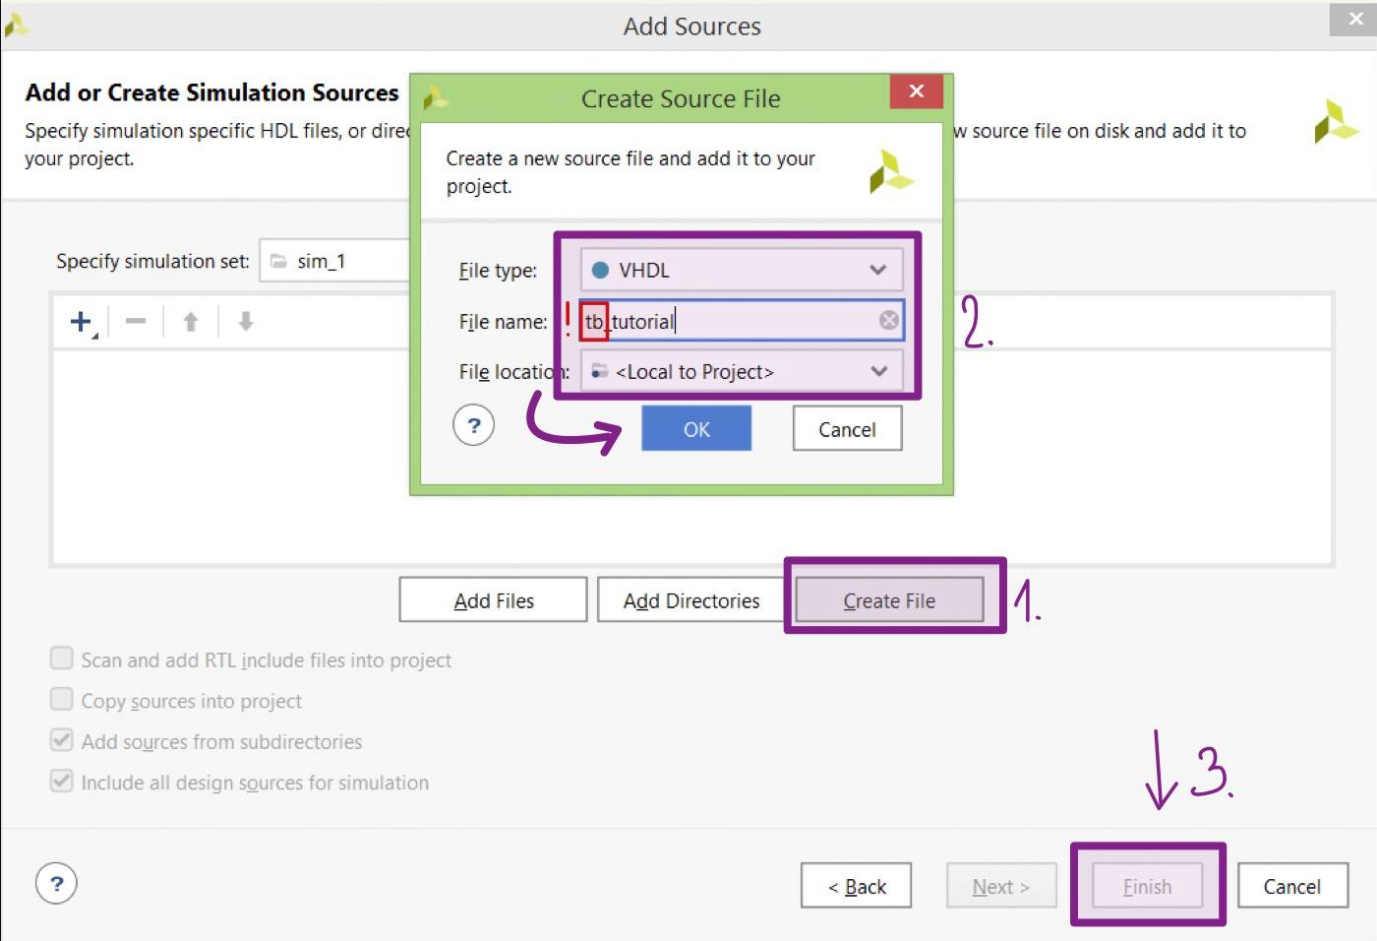 Add Sources
Add or Create Simulation Sources
Specify simulation specific HDL files, or direc
w source file on disk and add it to
your project.
Create Source File
Create a new source file and add it to your
project.
Specify simulation set:
sim_1
File type:
VHDL
File name:
!
tb_tutorial
File location:
<Local to Project>
2.
?
OK
Cancel
Add Files
Add Directories
Create File
1.
Scan and add RTL include files into project
Copy sources into project
Add sources from subdirectories
Include all design sources for simulation
3.
?
< Back
Next >
Finish
Cancel